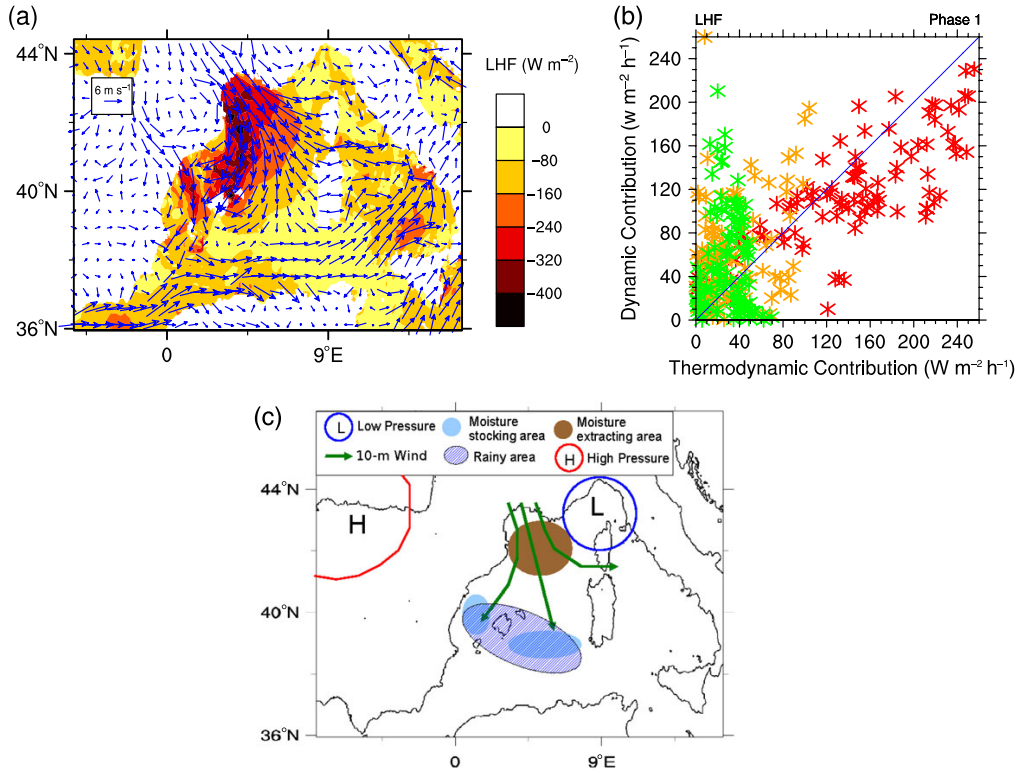 (a)
44°N
40°N
36°N
0
9°E
6 m s⁻¹
LHF (W m⁻²)
0
−80
−160
−240
−320
−400
(b)
LHF
Phase 1
Dynamic Contribution (w m⁻² h⁻¹)
240
200
160
120
80
40
0
0 40 80 120 160 200 240
Thermodynamic Contribution (W m⁻² h⁻¹)
(c)
L Low Pressure
Moisture
stocking area
Moisture
extracting area
10-m Wind
Rainy area
H High Pressure
44°N
40°N
36°N
H
L
0
9°E